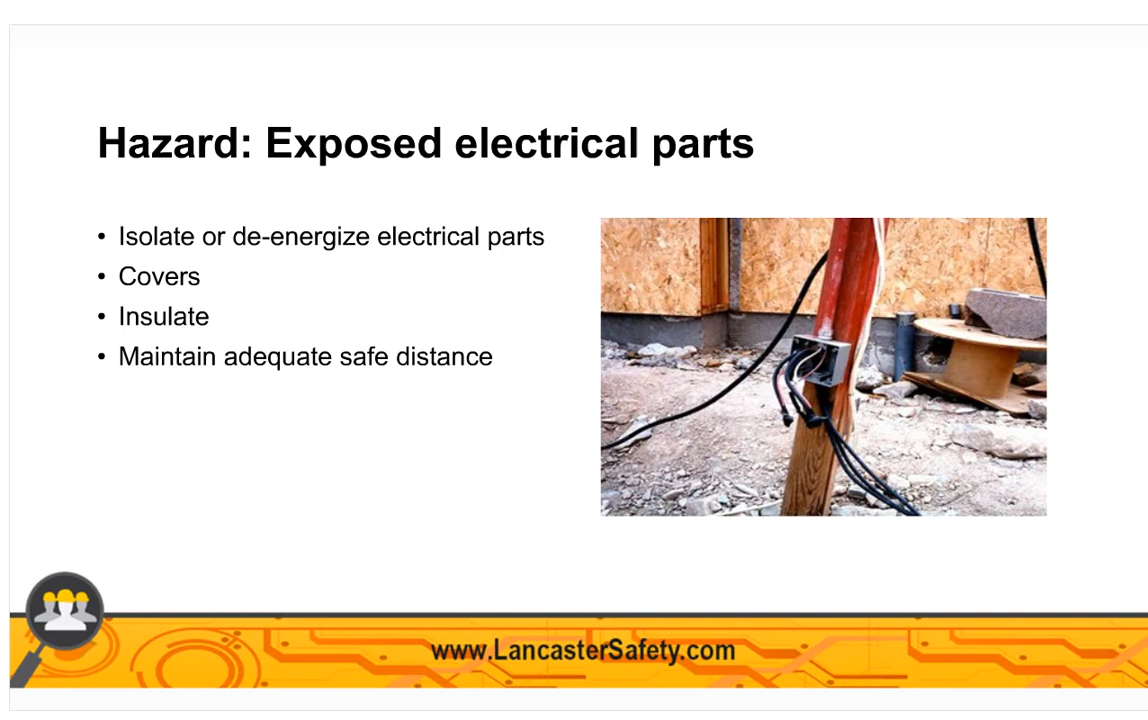 Hazard: Exposed electrical parts
• Isolate or de-energize electrical parts
• Covers
• Insulate
• Maintain adequate safe distance
www.LancasterSafety.com